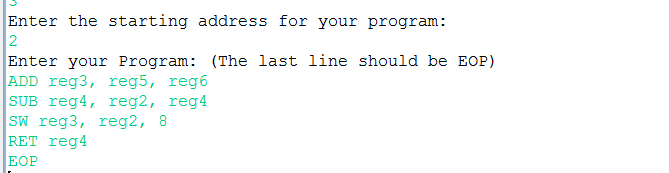 3
Enter the starting address for your program:
2
Enter your Program: (The last line should be EOP)
ADD reg3, reg5, reg6
SUB reg4, reg2, reg4
SW reg3, reg2, 8
RET reg4
EOP